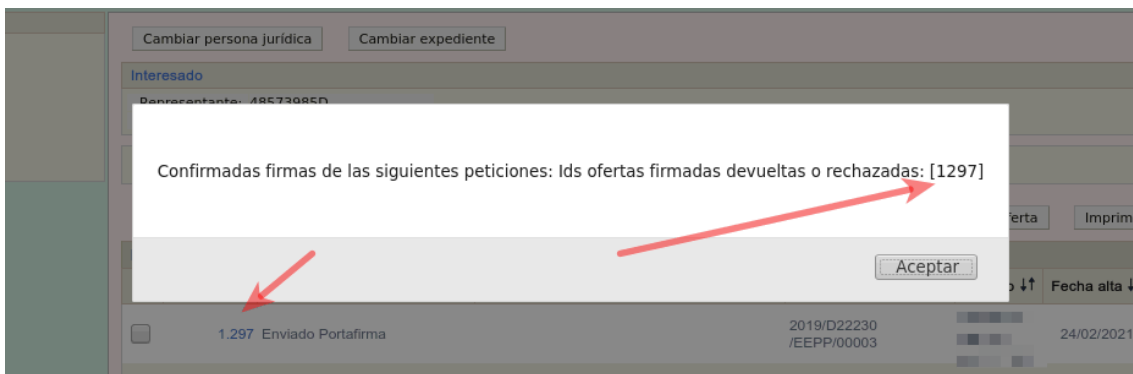 Cambiar persona jurídica Cambiar expediente
Interesado
Representante: 48573985D
Confirmadas firmas de las siguientes peticiones: Ids ofertas firmadas devueltas o rechazadas: [1297]
erta Imprim
Aceptar
o ↓↑ Fecha alta ↓
1.297 Enviado Portafirma 2019/D22230 24/02/2021
/EEPP/00003